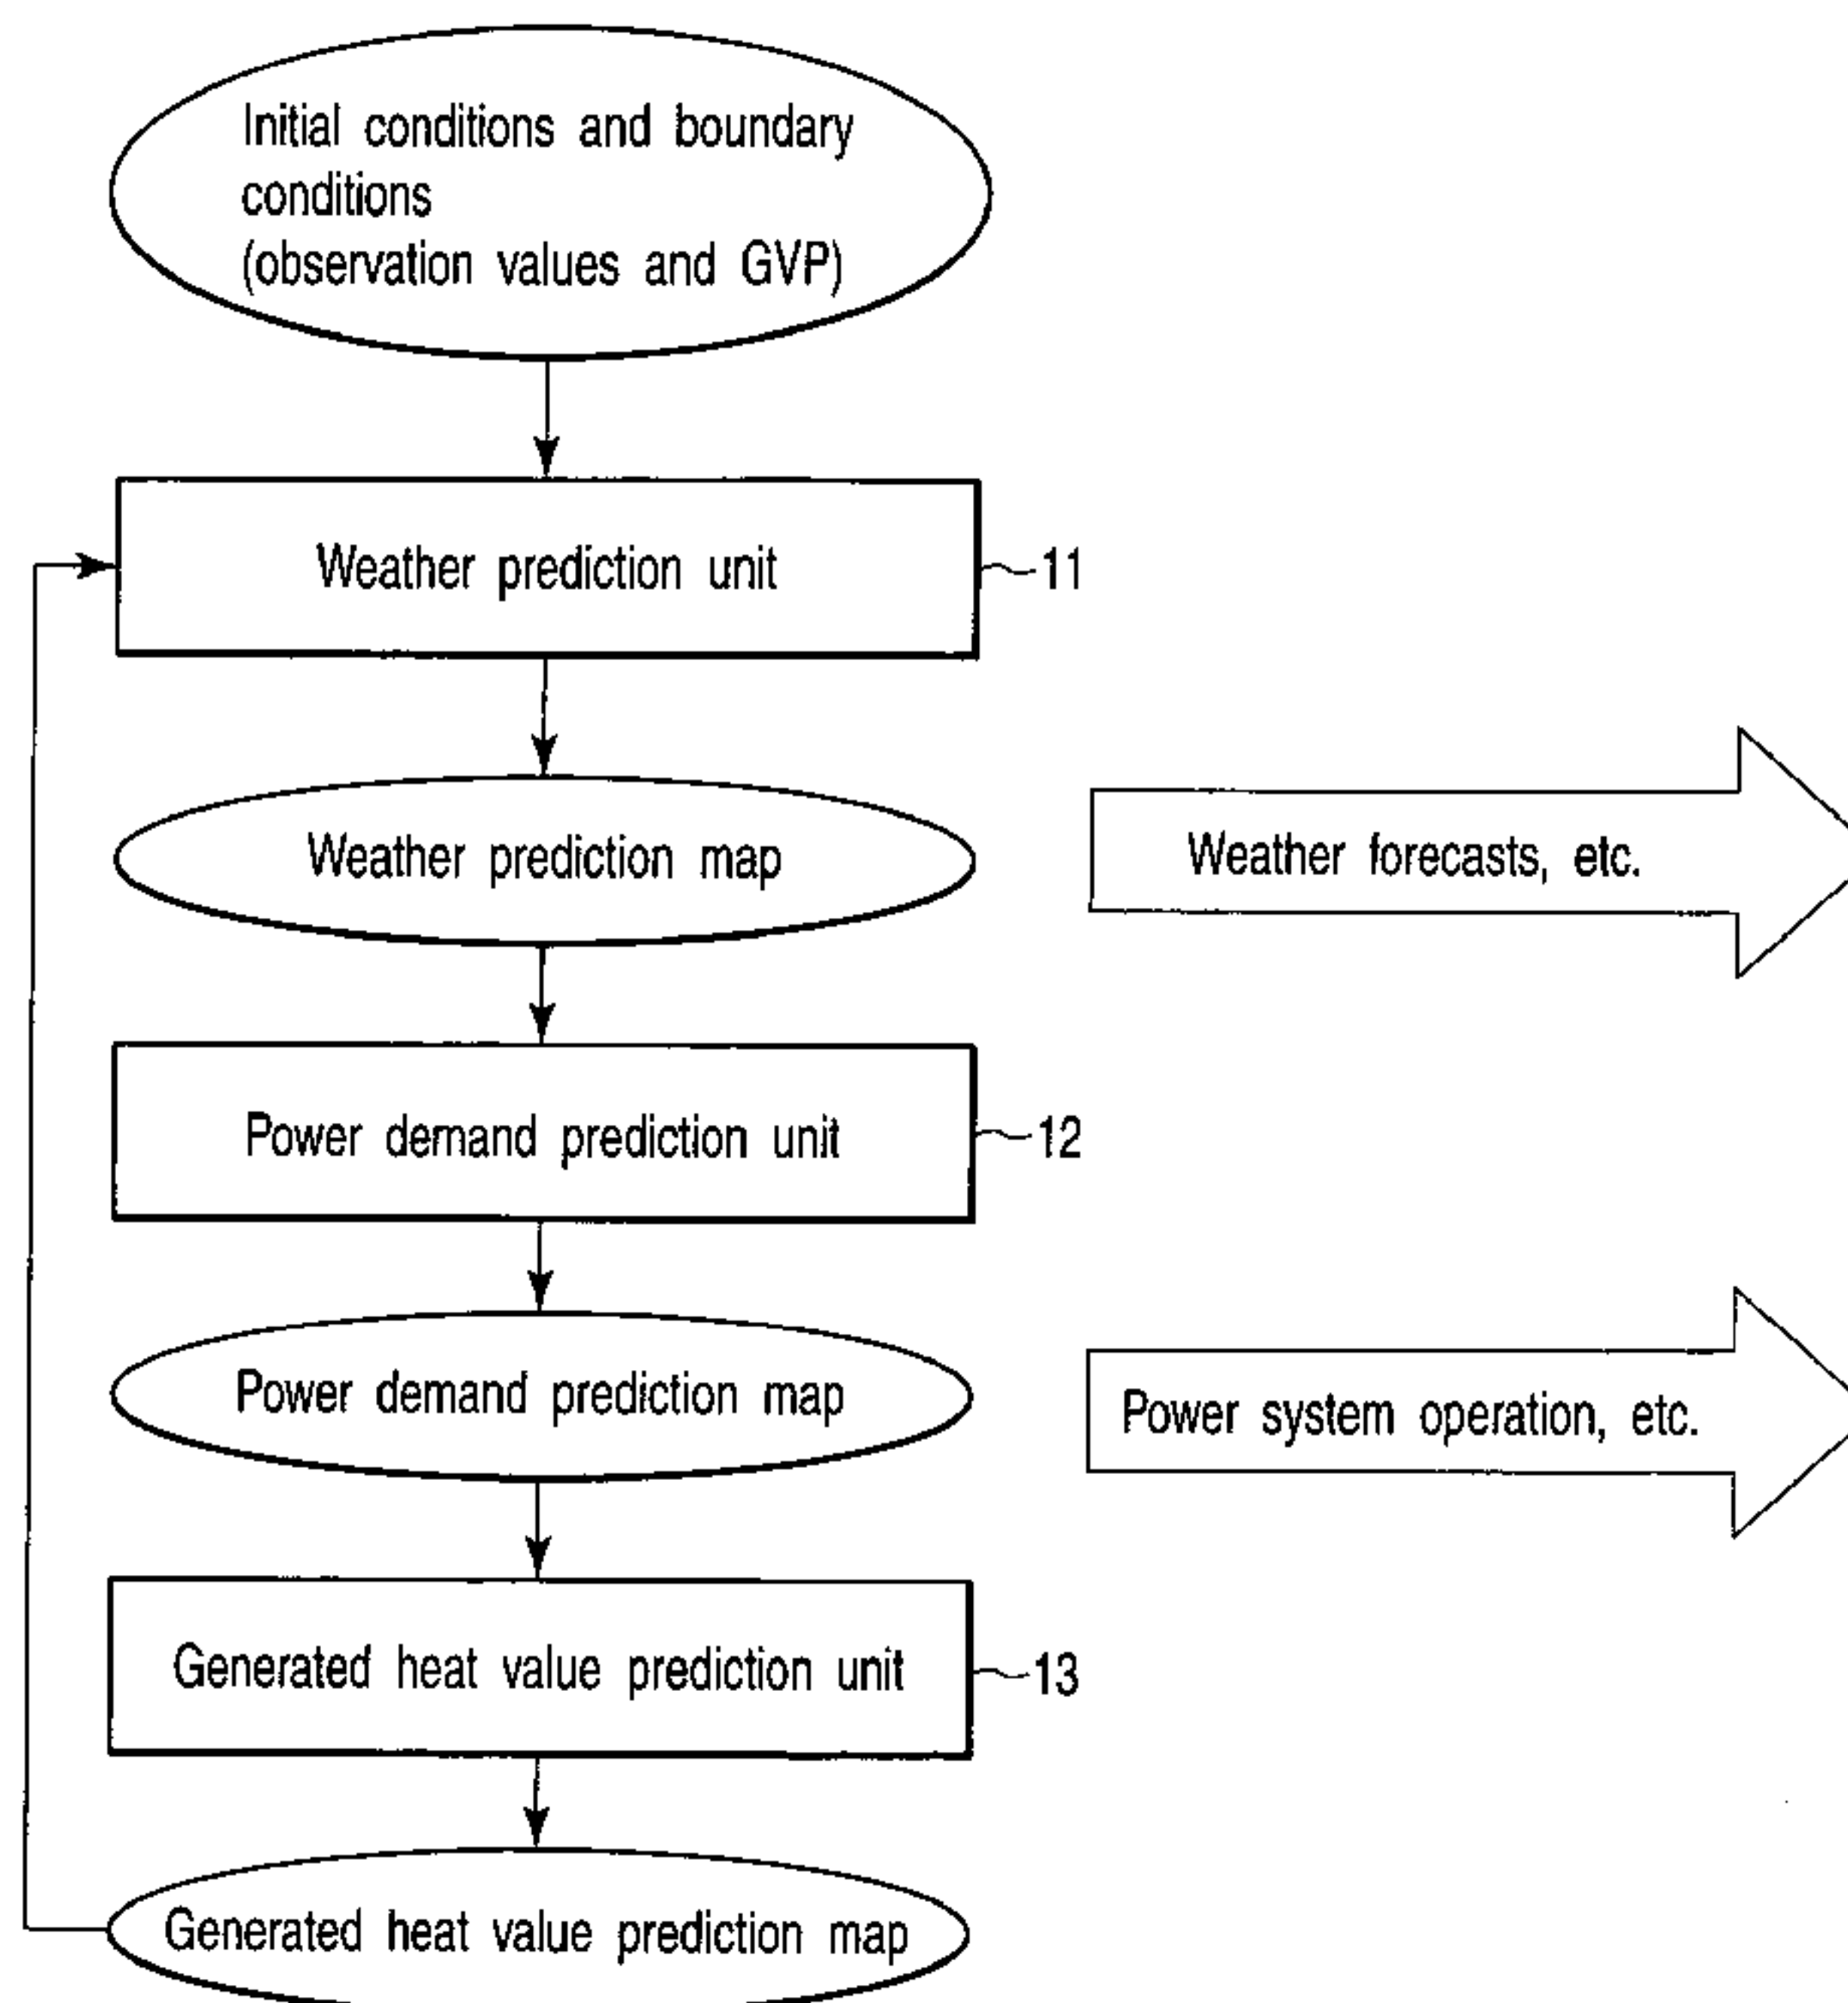 Initial conditions and boundary
conditions
(observation values and GVP)
Weather prediction unit
11
Weather prediction map
Weather forecasts, etc.
Power demand prediction unit
12
Power demand prediction map
Power system operation, etc.
Generated heat value prediction unit
13
Generated heat value prediction map